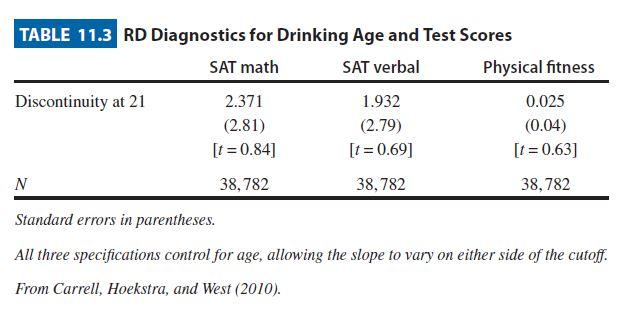 TABLE 11.3 RD Diagnostics for Drinking Age and Test Scores
SAT math SAT verbal Physical fitness
Discontinuity at 21 2.371 1.932 0.025
(2.81) (2.79) (0.04)
[t = 0.84] [t = 0.69] [t = 0.63]
N 38,782 38,782 38,782
Standard errors in parentheses.
All three specifications control for age, allowing the slope to vary on either side of the cutoff.
From Carrell, Hoekstra, and West (2010).